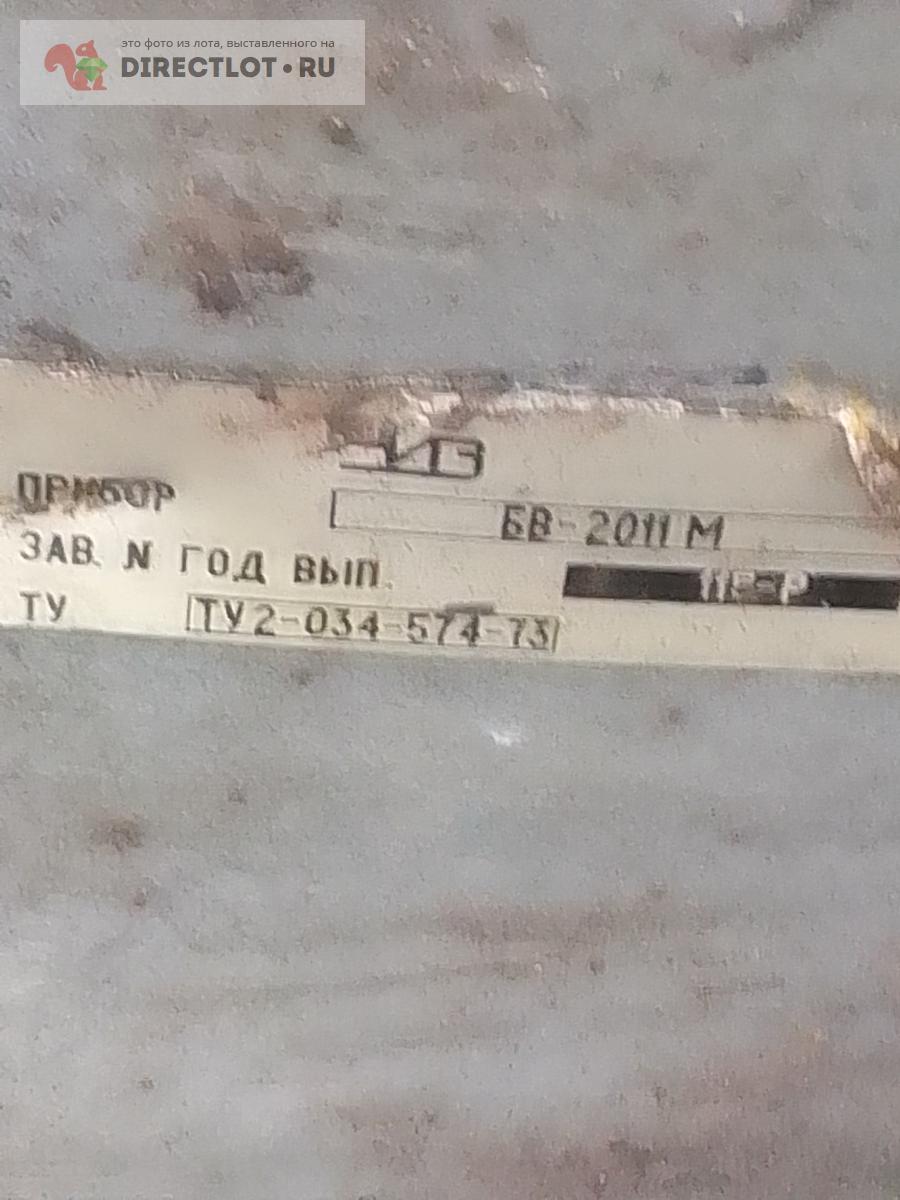 это фото из лота, выставленного на
DIRECTLOT•RU
ЧИЗ
ПРИБОР БВ-2011 М
ЗАВ. N ГОД ВЫП.
ТУ ТУ2-034-574-73